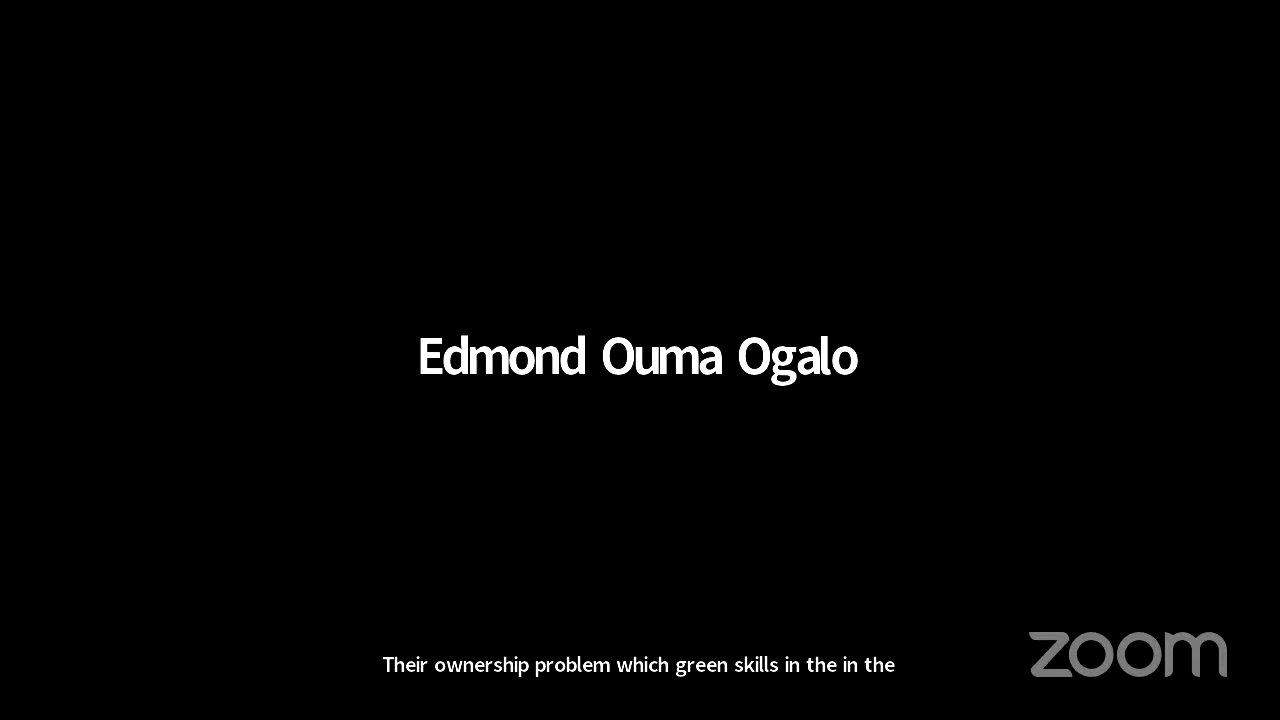 Edmond Ouma Ogalo
Their ownership problem which green skills in the in the
zoom